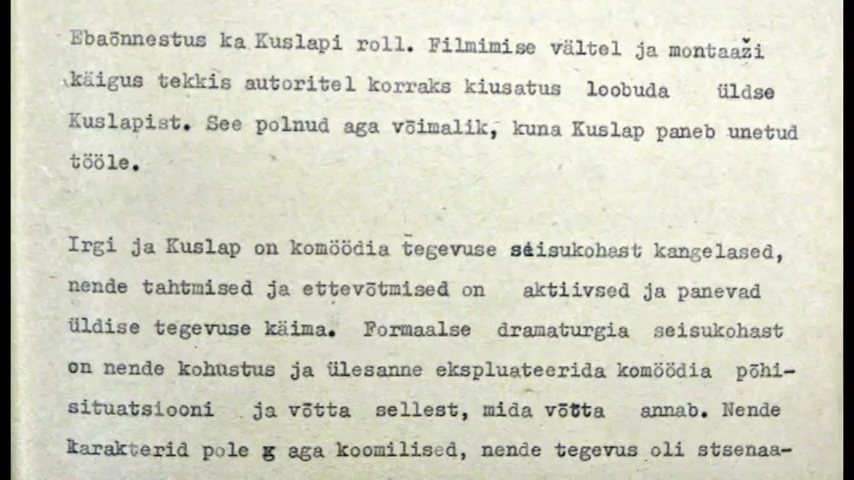 Ebaõnnestus ka Kuslapi roll. Filmimise vältel ja montaaži
käigus tekkis autoritel korraks kiusatus loobuda üldse
Kuslapist. See polnud aga võimalik, kuna Kuslap paneb unetud
tööle.
Irgi ja Kuslap on komöödia tegevuse seisukohast kangelased,
nende tahtmised ja ettevõtmised on aktiivsed ja panevad
üldise tegevuse käima. Formaalse dramaturgia seisukohast
on nende kohustus ja ülesanne ekspluateerida komöödia põhi-
situatsiooni ja võtta sellest, mida võtta annab. Nende
karakterid pole g aga koomilised, nende tegevus oli stsenaa-